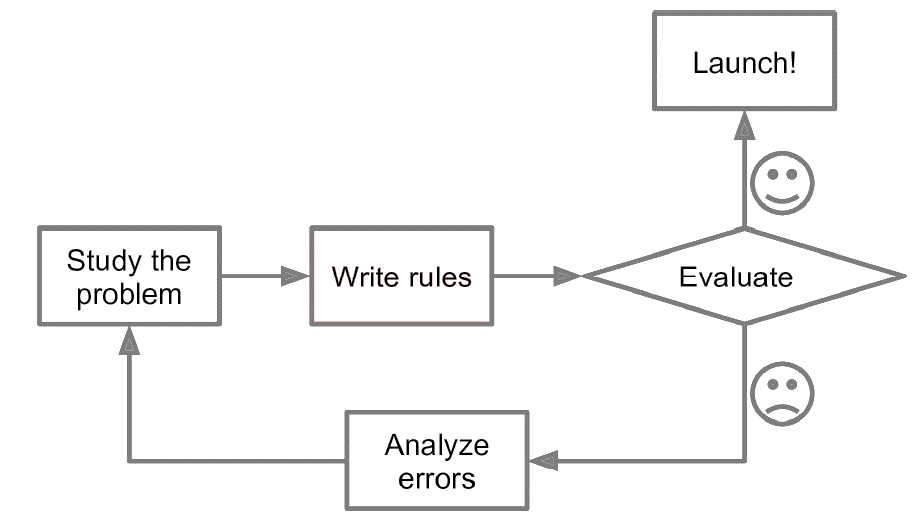 Launch!
Study the
problem
Write rules
Evaluate
Analyze
errors